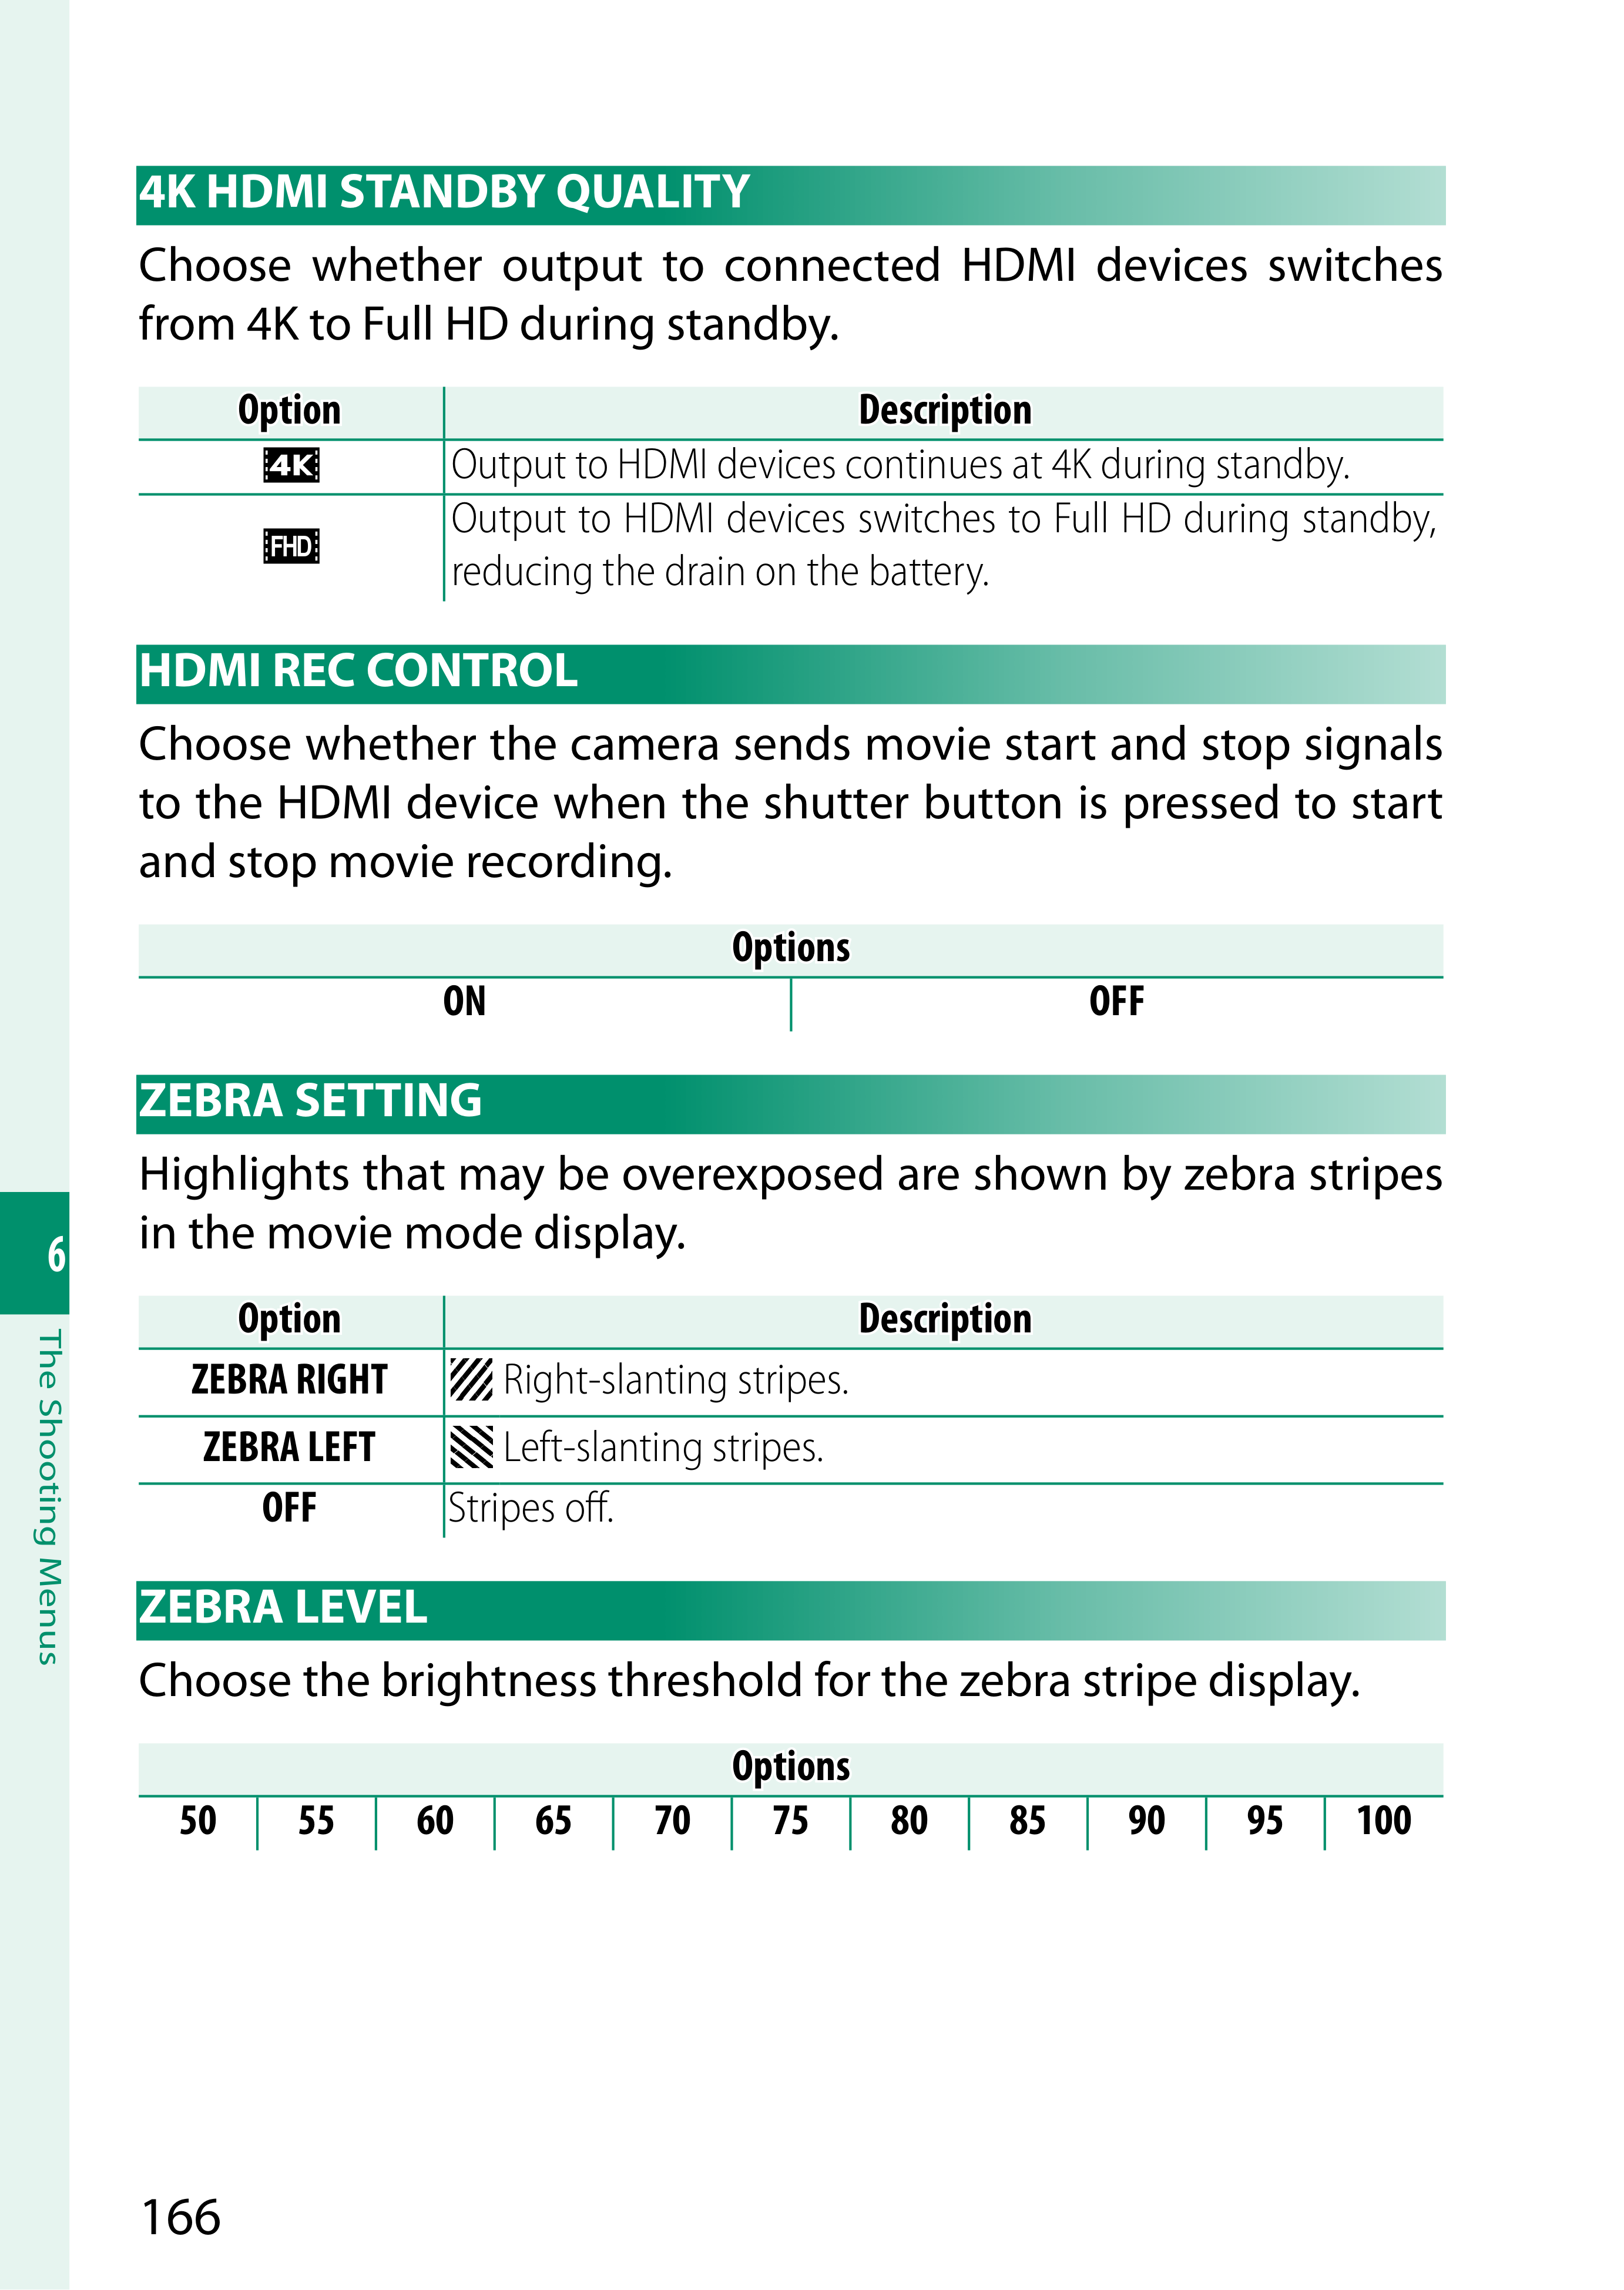 4K HDMI STANDBY QUALITY
Choose whether output to connected HDMI devices switches
from 4K to Full HD during standby.
Option Description
4K Output to HDMI devices continues at 4K during standby.
FHD Output to HDMI devices switches to Full HD during standby,
reducing the drain on the battery.
HDMI REC CONTROL
Choose whether the camera sends movie start and stop signals
to the HDMI device when the shutter button is pressed to start
and stop movie recording.
Options
ON OFF
ZEBRA SETTING
Highlights that may be overexposed are shown by zebra stripes
in the movie mode display.
Option Description
ZEBRA RIGHT Right-slanting stripes.
ZEBRA LEFT Left-slanting stripes.
OFF Stripes off.
ZEBRA LEVEL
Choose the brightness threshold for the zebra stripe display.
Options
50 55 60 65 70 75 80 85 90 95 100
6
The Shooting Menus
166